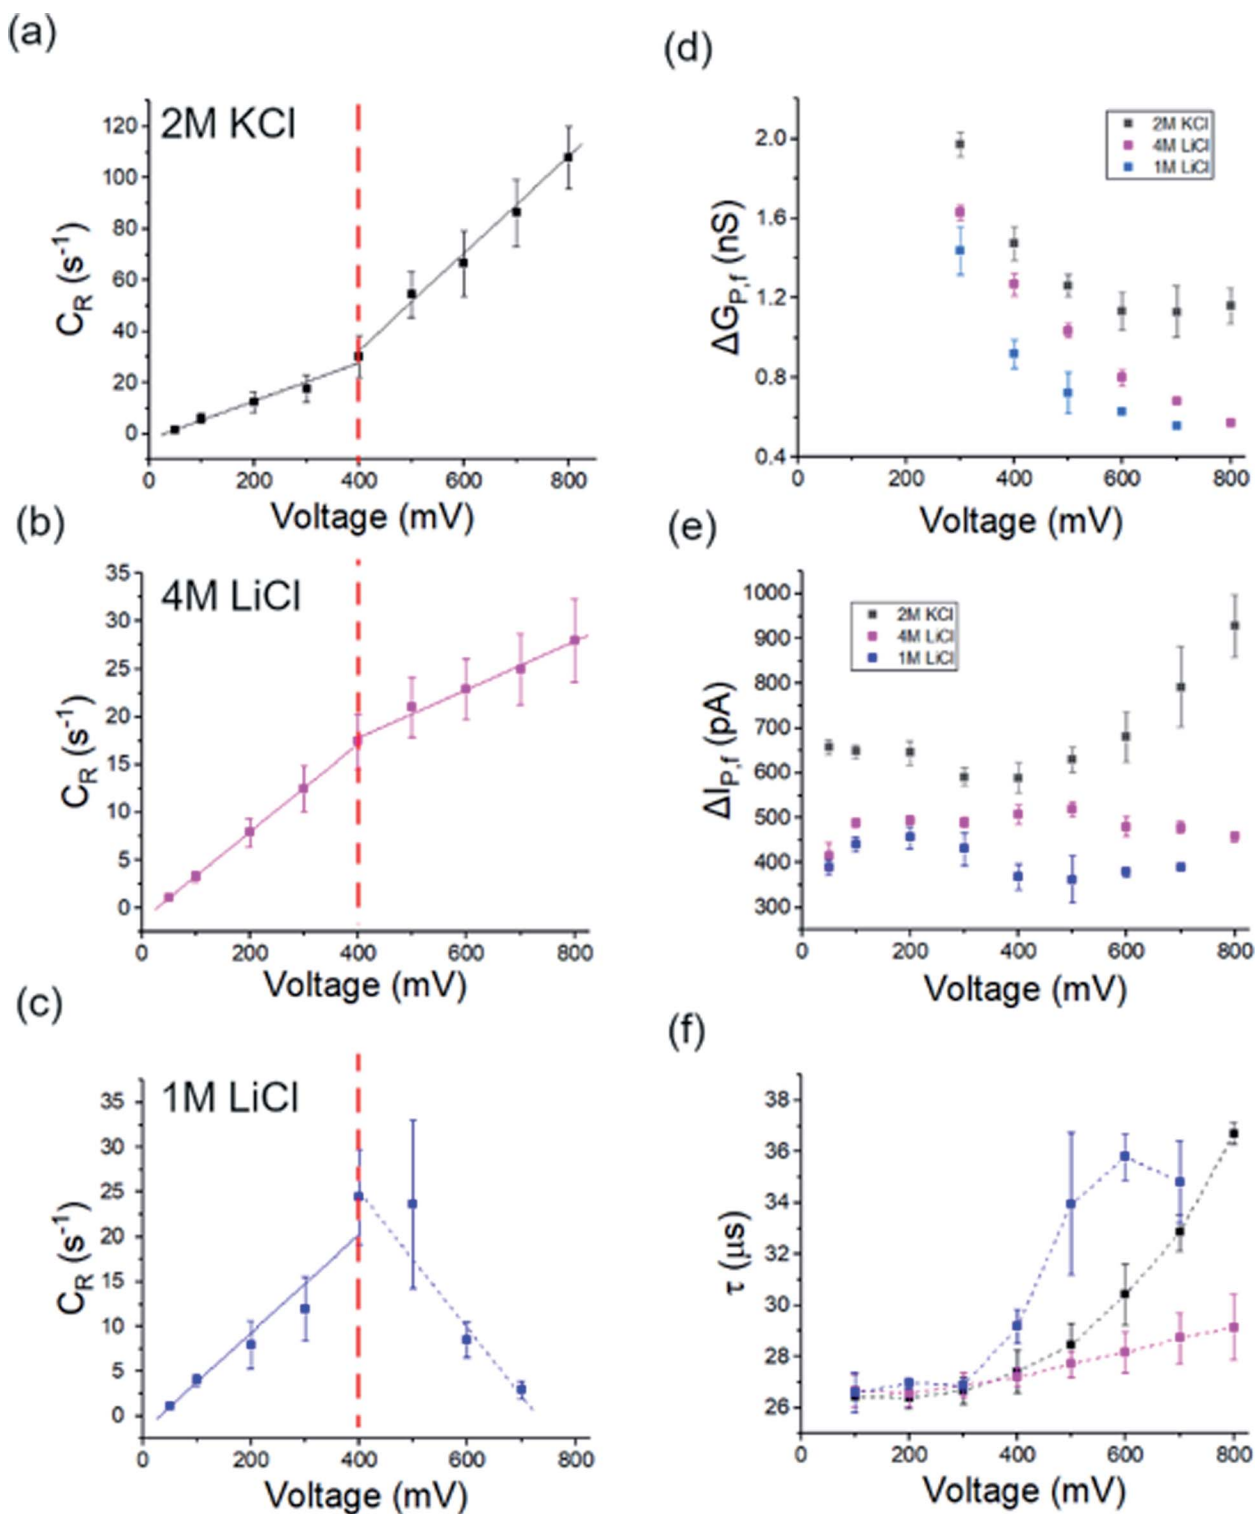 (a)
2M KCl
C_R (s⁻¹)
120
100
80
60
40
20
0
0 200 400 600 800
Voltage (mV)
(b)
4M LiCl
C_R (s⁻¹)
35
30
25
20
15
10
5
0
0 200 400 600 800
Voltage (mV)
(c)
1M LiCl
C_R (s⁻¹)
35
30
25
20
15
10
5
0
0 200 400 600 800
Voltage (mV)
(d)
2M KCl
4M LiCl
1M LiCl
ΔG_P,f (nS)
2.0
1.6
1.2
0.8
0.4
0 200 400 600 800
Voltage (mV)
(e)
2M KCl
4M LiCl
1M LiCl
ΔI_P,f (pA)
1000
900
800
700
600
500
400
300
0 200 400 600 800
Voltage (mV)
(f)
τ (μs)
38
36
34
32
30
28
26
0 200 400 600 800
Voltage (mV)